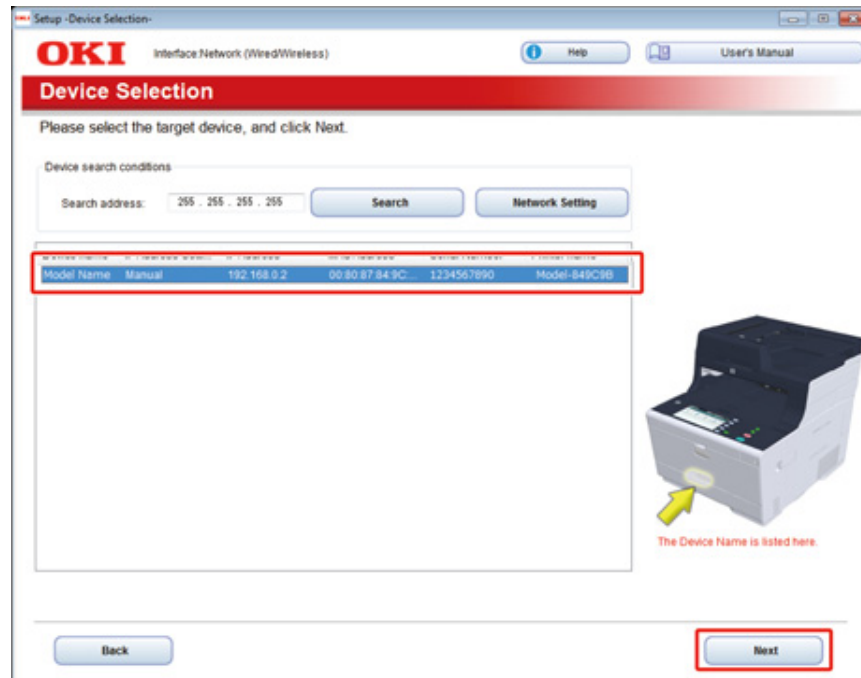 Setup -Device Selection-
OKI Interface:Network (Wired/Wireless) Help User's Manual
Device Selection
Please select the target device, and click Next.
Device search conditions
Search address: 255 . 255 . 255 . 255 Search Network Setting
Model Name Manual 192.168.0.2 00:80:87:84:9C:... 1234567890 Model-849C9B
The Device Name is listed here.
Back Next